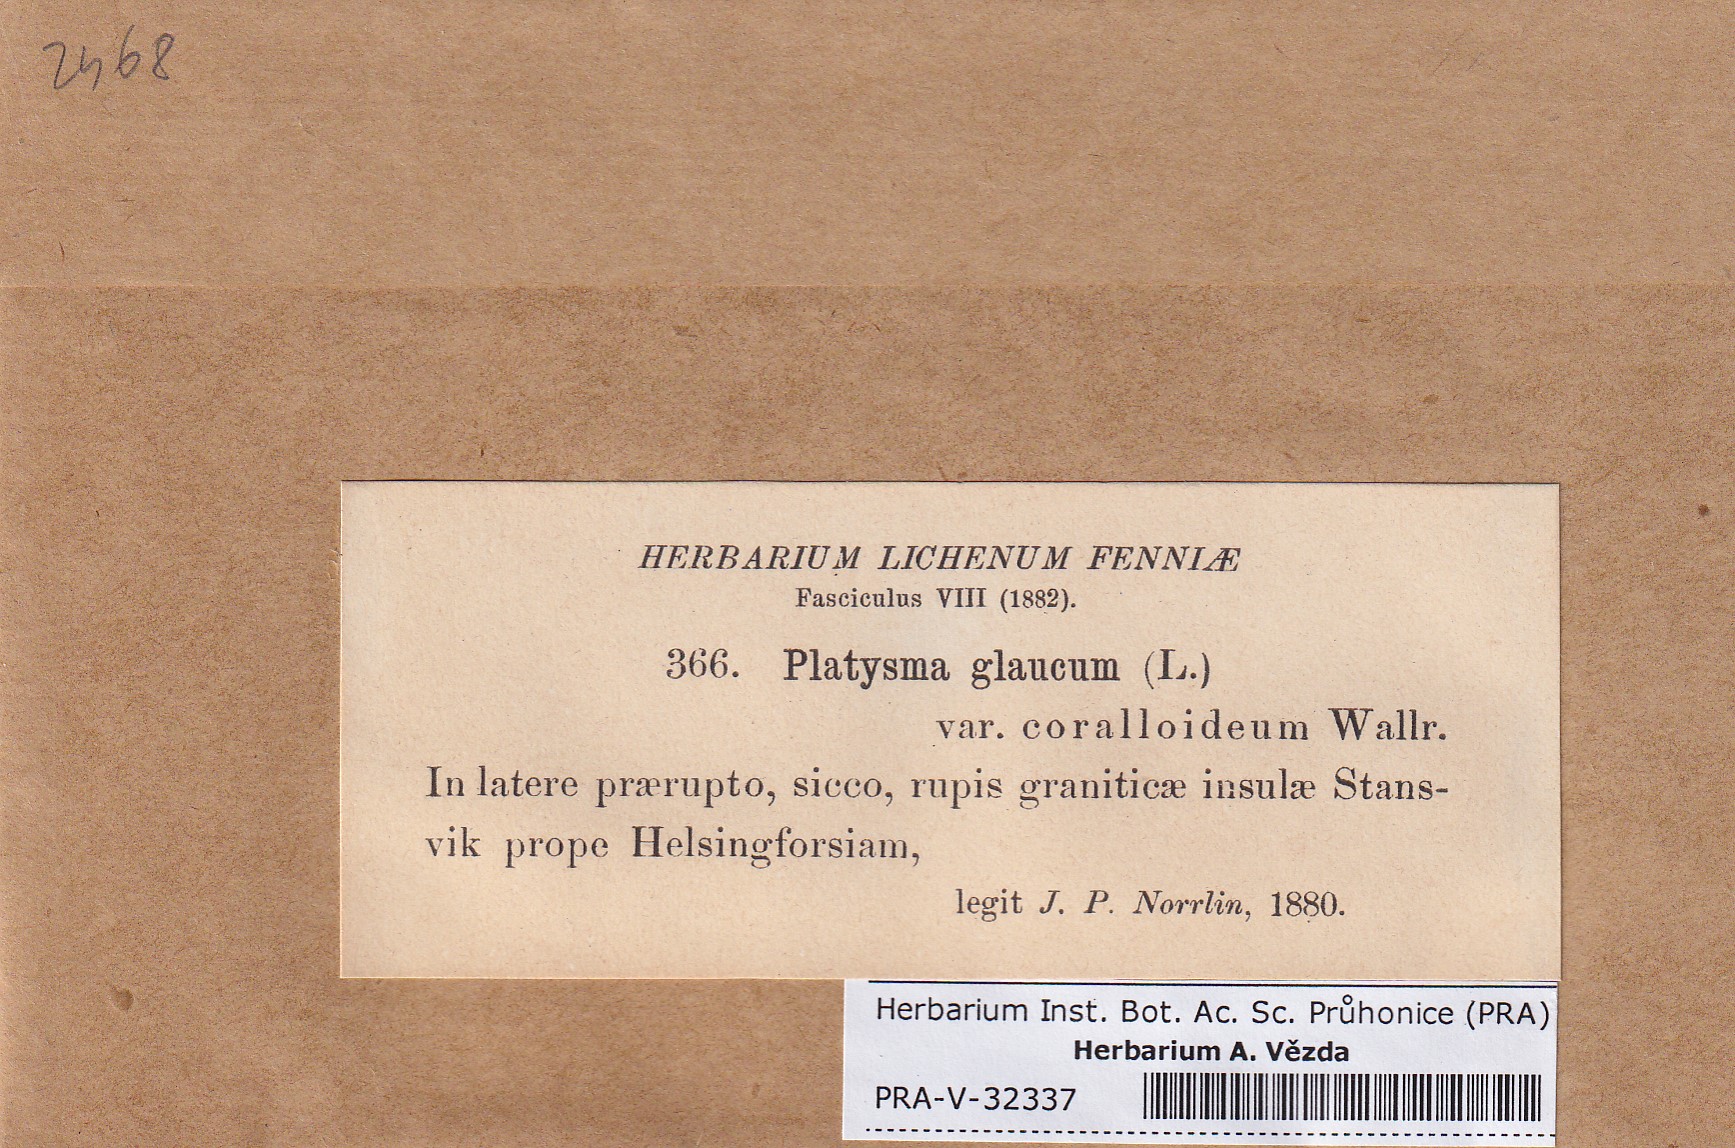 2468
HERBARIUM LICHENUM FENNIÆ
Fasciculus VIII (1882).
366. Platysma glaucum (L.)
var. coralloideum Wallr.
In latere prærupto, sicco, rupis graniticæ insulæ Stans-
vik prope Helsingforsiam,
legit J. P. Norrlin, 1880.
Herbarium Inst. Bot. Ac. Sc. Průhonice (PRA)
Herbarium A. Vězda
PRA-V-32337